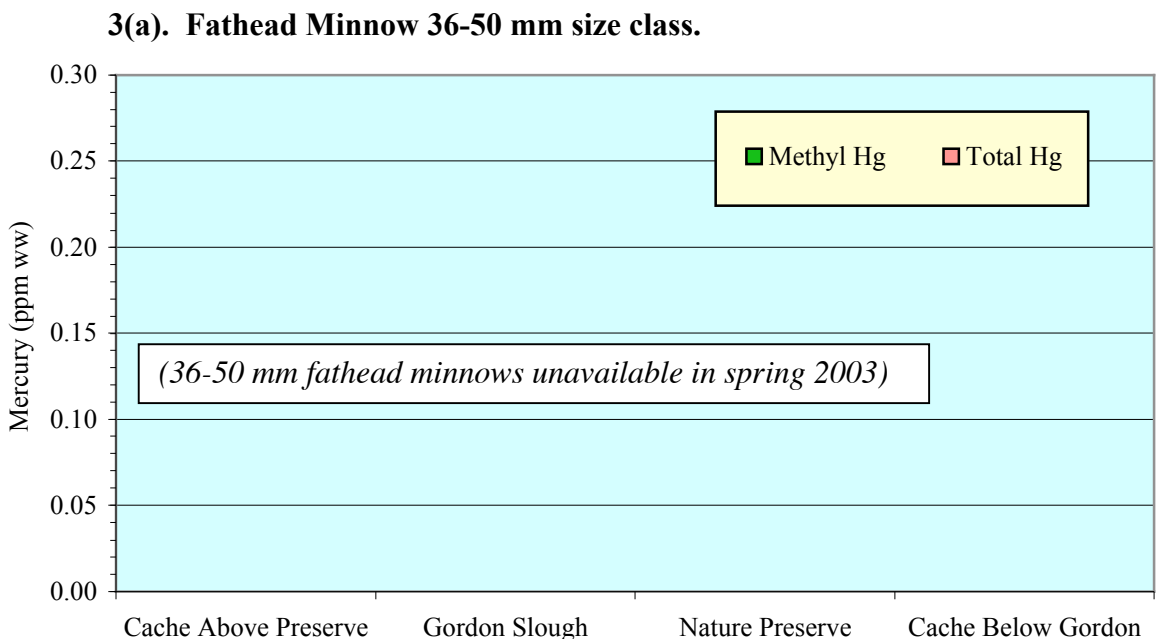 3(a). Fathead Minnow 36-50 mm size class.
0.30
0.25
0.20
0.15
0.10
0.05
0.00
Mercury (ppm ww)
Methyl Hg Total Hg
(36-50 mm fathead minnows unavailable in spring 2003)
Cache Above Preserve Gordon Slough Nature Preserve Cache Below Gordon